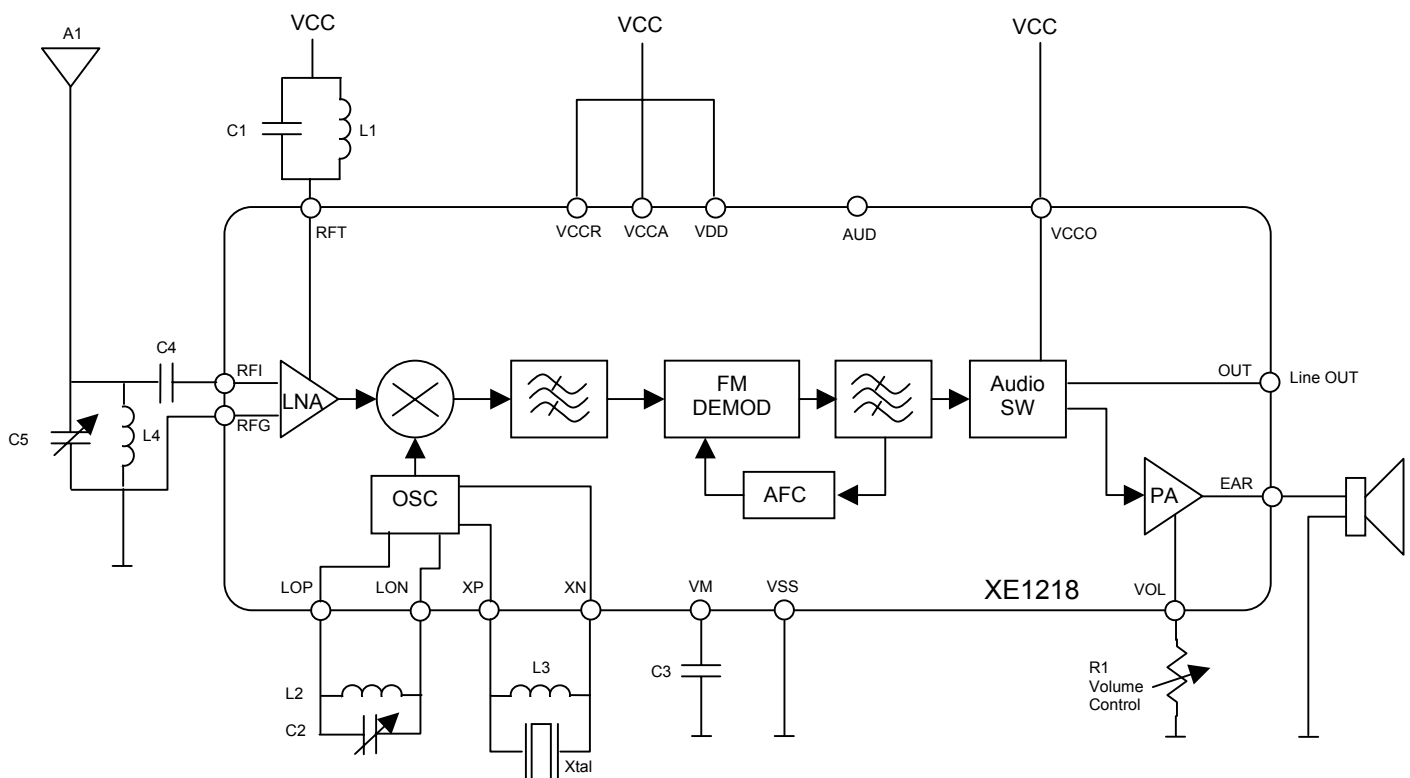 VCC
VCC
VCC
A1
C1
L1
RFT
VCCR
VCCA
VDD
AUD
VCCO
C4
RFI
LNA
RFG
C5
L4
FM
DEMOD
Audio
SW
OUT
Line OUT
OSC
AFC
PA
EAR
LOP
LON
XP
XN
VM
VSS
XE1218
VOL
L2
C2
L3
Xtal
C3
R1
Volume
Control